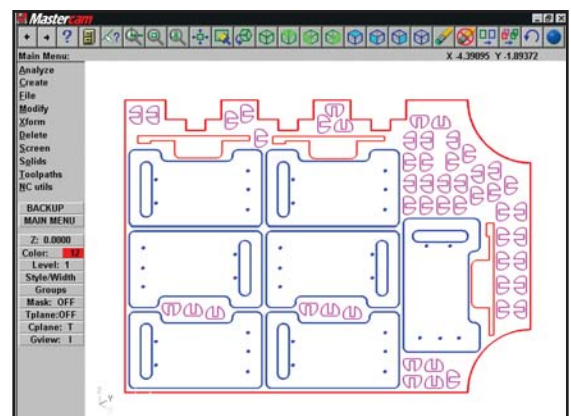 Mastercam
Main Menu:
X -4.39095 Y -1.89372
Analyze
Create
File
Modify
Xform
Delete
Screen
Solids
Toolpaths
NC utils
BACKUP
MAIN MENU
Z: 0.0000
Color: 12
Level: 1
Style/Width
Groups
Mask: OFF
Tplane:OFF
Cplane: T
Gview: I
Y